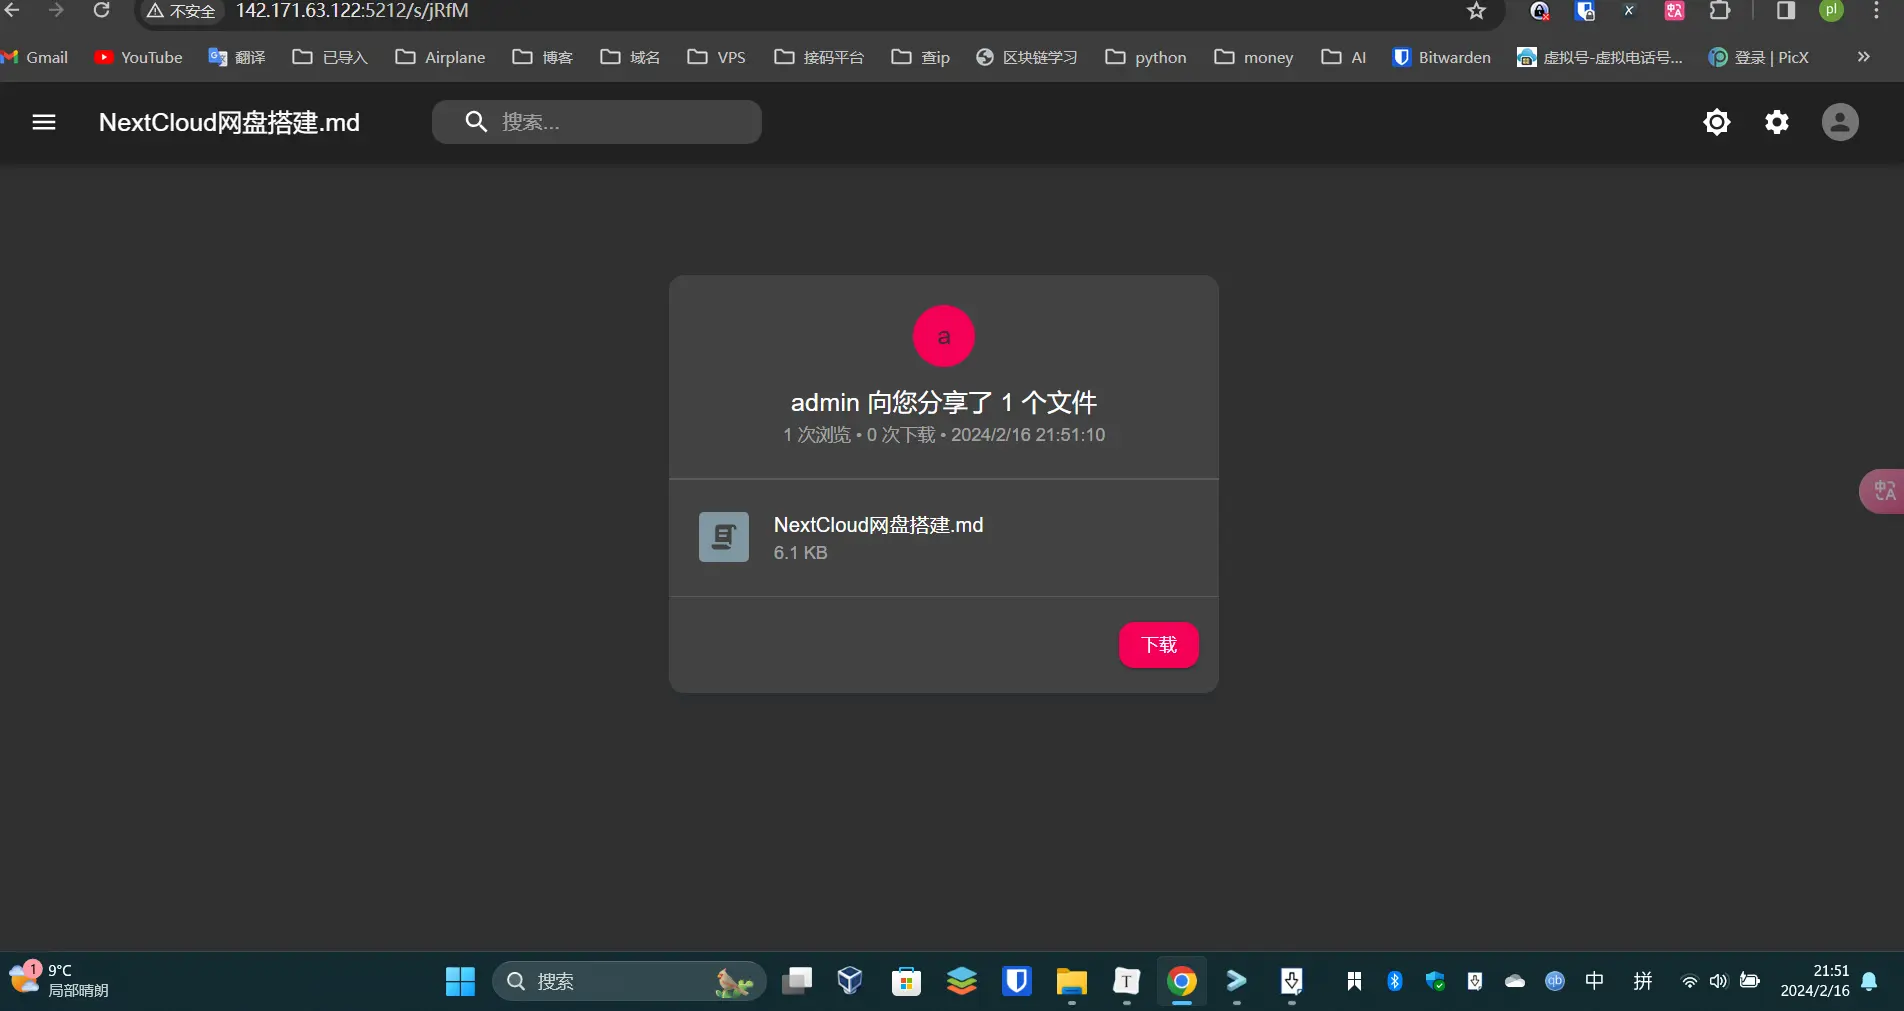 不安全 142.171.63.122:5212/s/jRfM pl
Gmail YouTube 翻译 已导入 Airplane 博客 域名 VPS 接码平台 查ip 区块链学习 python money AI Bitwarden 虚拟号-虚拟电话号... 登录 | PicX
NextCloud网盘搭建.md 搜索...
a
admin 向您分享了 1 个文件
1 次浏览 • 0 次下载 • 2024/2/16 21:51:10
NextCloud网盘搭建.md
6.1 KB
下载
1 9°C
局部晴朗
搜索
T
qb 中 拼
21:51
2024/2/16